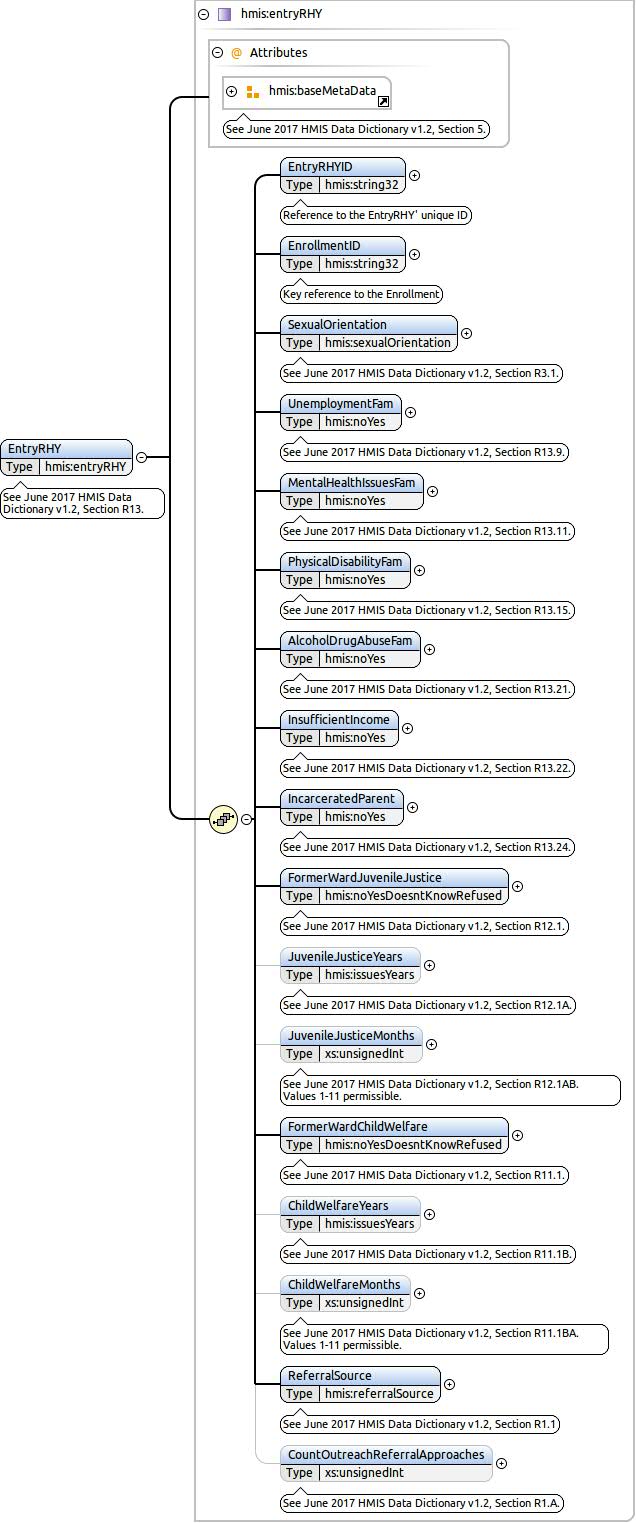 hmis:entryRHY
@ Attributes
hmis:baseMetaData
See June 2017 HMIS Data Dictionary v1.2, Section 5.
EntryRHYID
Type hmis:string32
Reference to the EntryRHY' unique ID
EnrollmentID
Type hmis:string32
Key reference to the Enrollment
SexualOrientation
Type hmis:sexualOrientation
See June 2017 HMIS Data Dictionary v1.2, Section R3.1.
UnemploymentFam
Type hmis:noYes
See June 2017 HMIS Data Dictionary v1.2, Section R13.9.
EntryRHY
Type hmis:entryRHY
See June 2017 HMIS Data
Dictionary v1.2, Section R13.
MentalHealthIssuesFam
Type hmis:noYes
See June 2017 HMIS Data Dictionary v1.2, Section R13.11.
PhysicalDisabilityFam
Type hmis:noYes
See June 2017 HMIS Data Dictionary v1.2, Section R13.15.
AlcoholDrugAbuseFam
Type hmis:noYes
See June 2017 HMIS Data Dictionary v1.2, Section R13.21.
InsufficientIncome
Type hmis:noYes
See June 2017 HMIS Data Dictionary v1.2, Section R13.22.
IncarceratedParent
Type hmis:noYes
See June 2017 HMIS Data Dictionary v1.2, Section R13.24.
FormerWardJuvenileJustice
Type hmis:noYesDoesntKnowRefused
See June 2017 HMIS Data Dictionary v1.2, Section R12.1.
JuvenileJusticeYears
Type hmis:issuesYears
See June 2017 HMIS Data Dictionary v1.2, Section R12.1A.
JuvenileJusticeMonths
Type xs:unsignedInt
See June 2017 HMIS Data Dictionary v1.2, Section R12.1AB.
Values 1-11 permissible.
FormerWardChildWelfare
Type hmis:noYesDoesntKnowRefused
See June 2017 HMIS Data Dictionary v1.2, Section R11.1.
ChildWelfareYears
Type hmis:issuesYears
See June 2017 HMIS Data Dictionary v1.2, Section R11.1B.
ChildWelfareMonths
Type xs:unsignedInt
See June 2017 HMIS Data Dictionary v1.2, Section R11.1BA.
Values 1-11 permissible.
ReferralSource
Type hmis:referralSource
See June 2017 HMIS Data Dictionary v1.2, Section R1.1
CountOutreachReferralApproaches
Type xs:unsignedInt
See June 2017 HMIS Data Dictionary v1.2, Section R1.A.